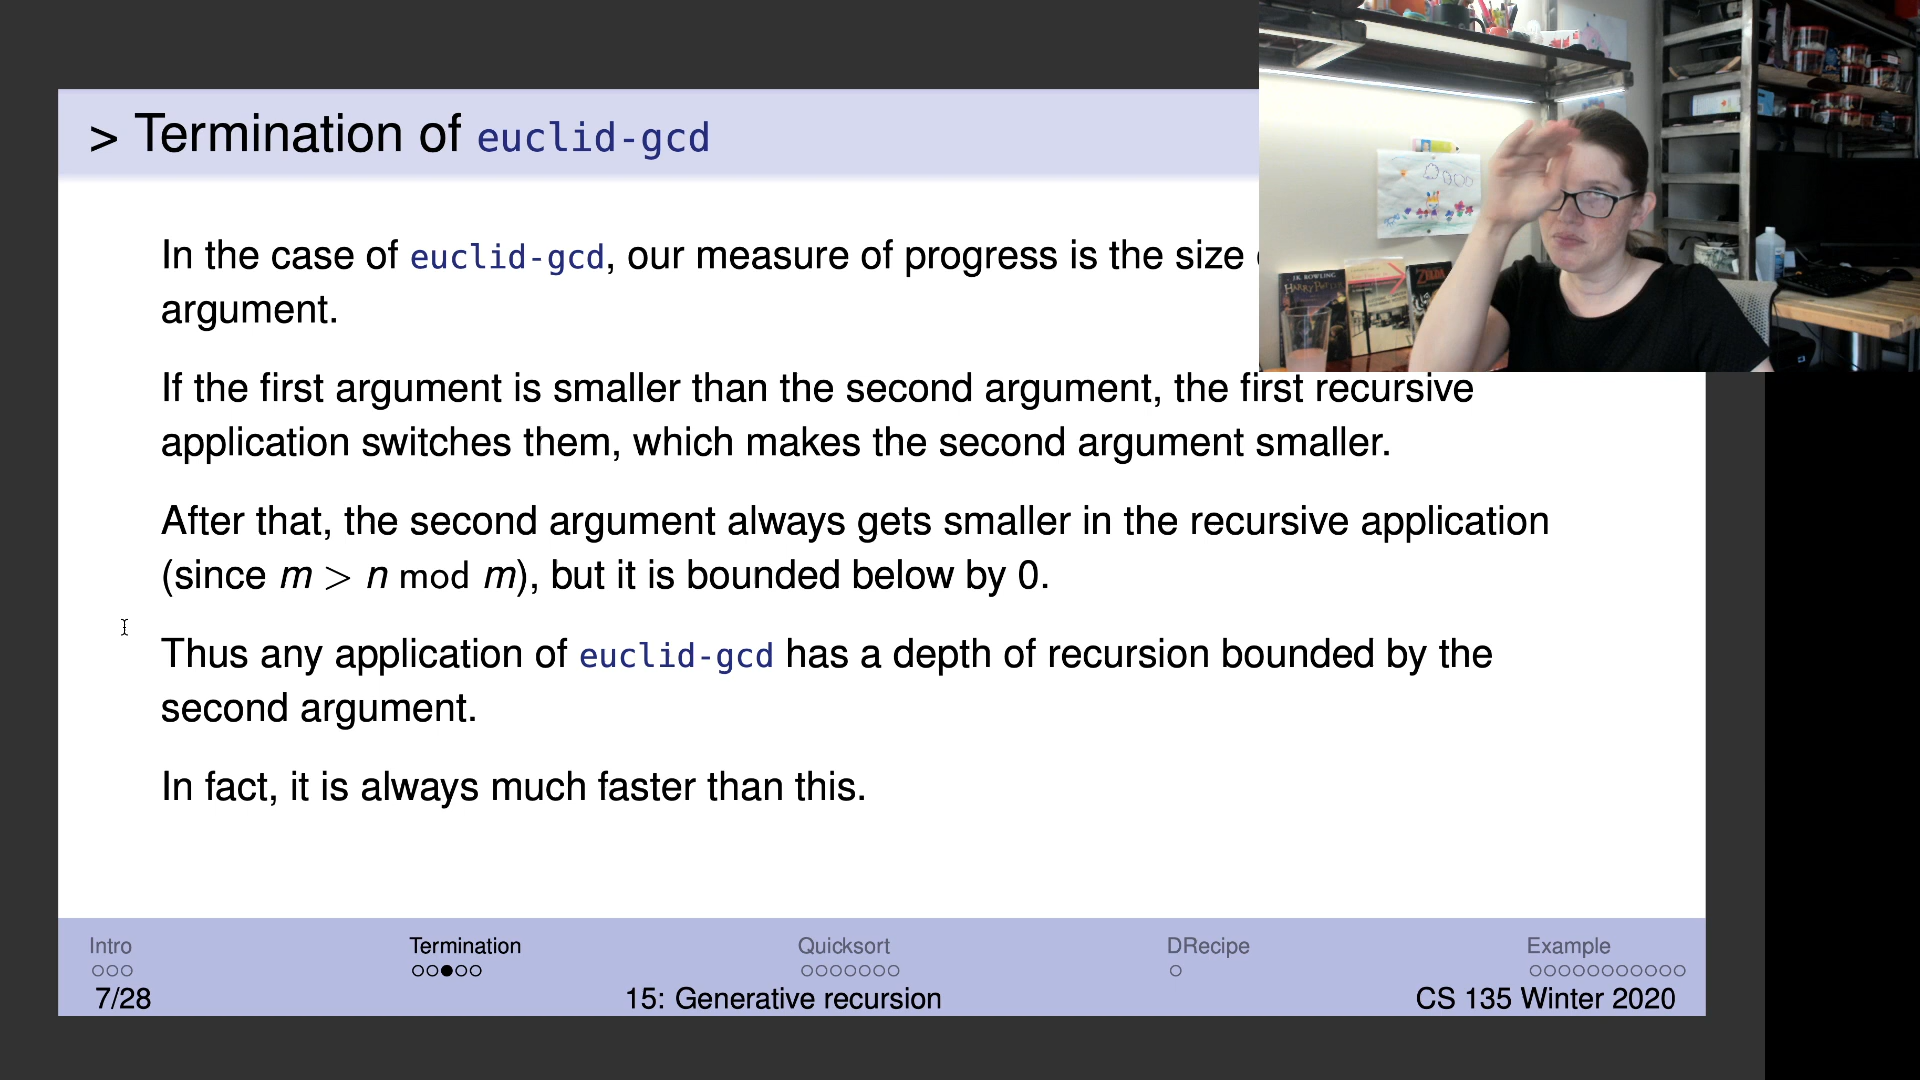 > Termination of euclid-gcd
In the case of euclid-gcd, our measure of progress is the size
argument.
If the first argument is smaller than the second argument, the first recursive
application switches them, which makes the second argument smaller.
After that, the second argument always gets smaller in the recursive application
(since m > n mod m), but it is bounded below by 0.
Thus any application of euclid-gcd has a depth of recursion bounded by the
second argument.
In fact, it is always much faster than this.
J.K. ROWLING
HARRY POTTER
ZELDA
Intro
Termination
Quicksort
DRecipe
Example
7/28
15: Generative recursion
CS 135 Winter 2020